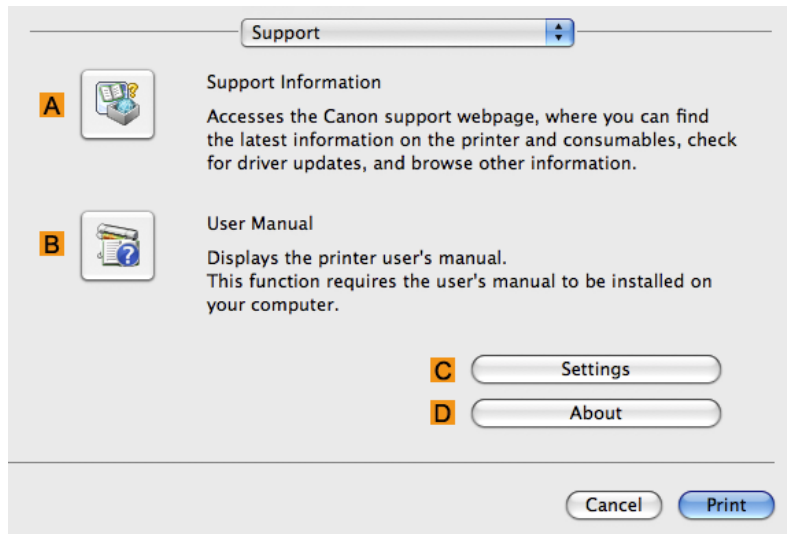 Support
A
Support Information
Accesses the Canon support webpage, where you can find
the latest information on the printer and consumables, check
for driver updates, and browse other information.
B
User Manual
Displays the printer user's manual.
This function requires the user's manual to be installed on
your computer.
C Settings
D About
Cancel Print